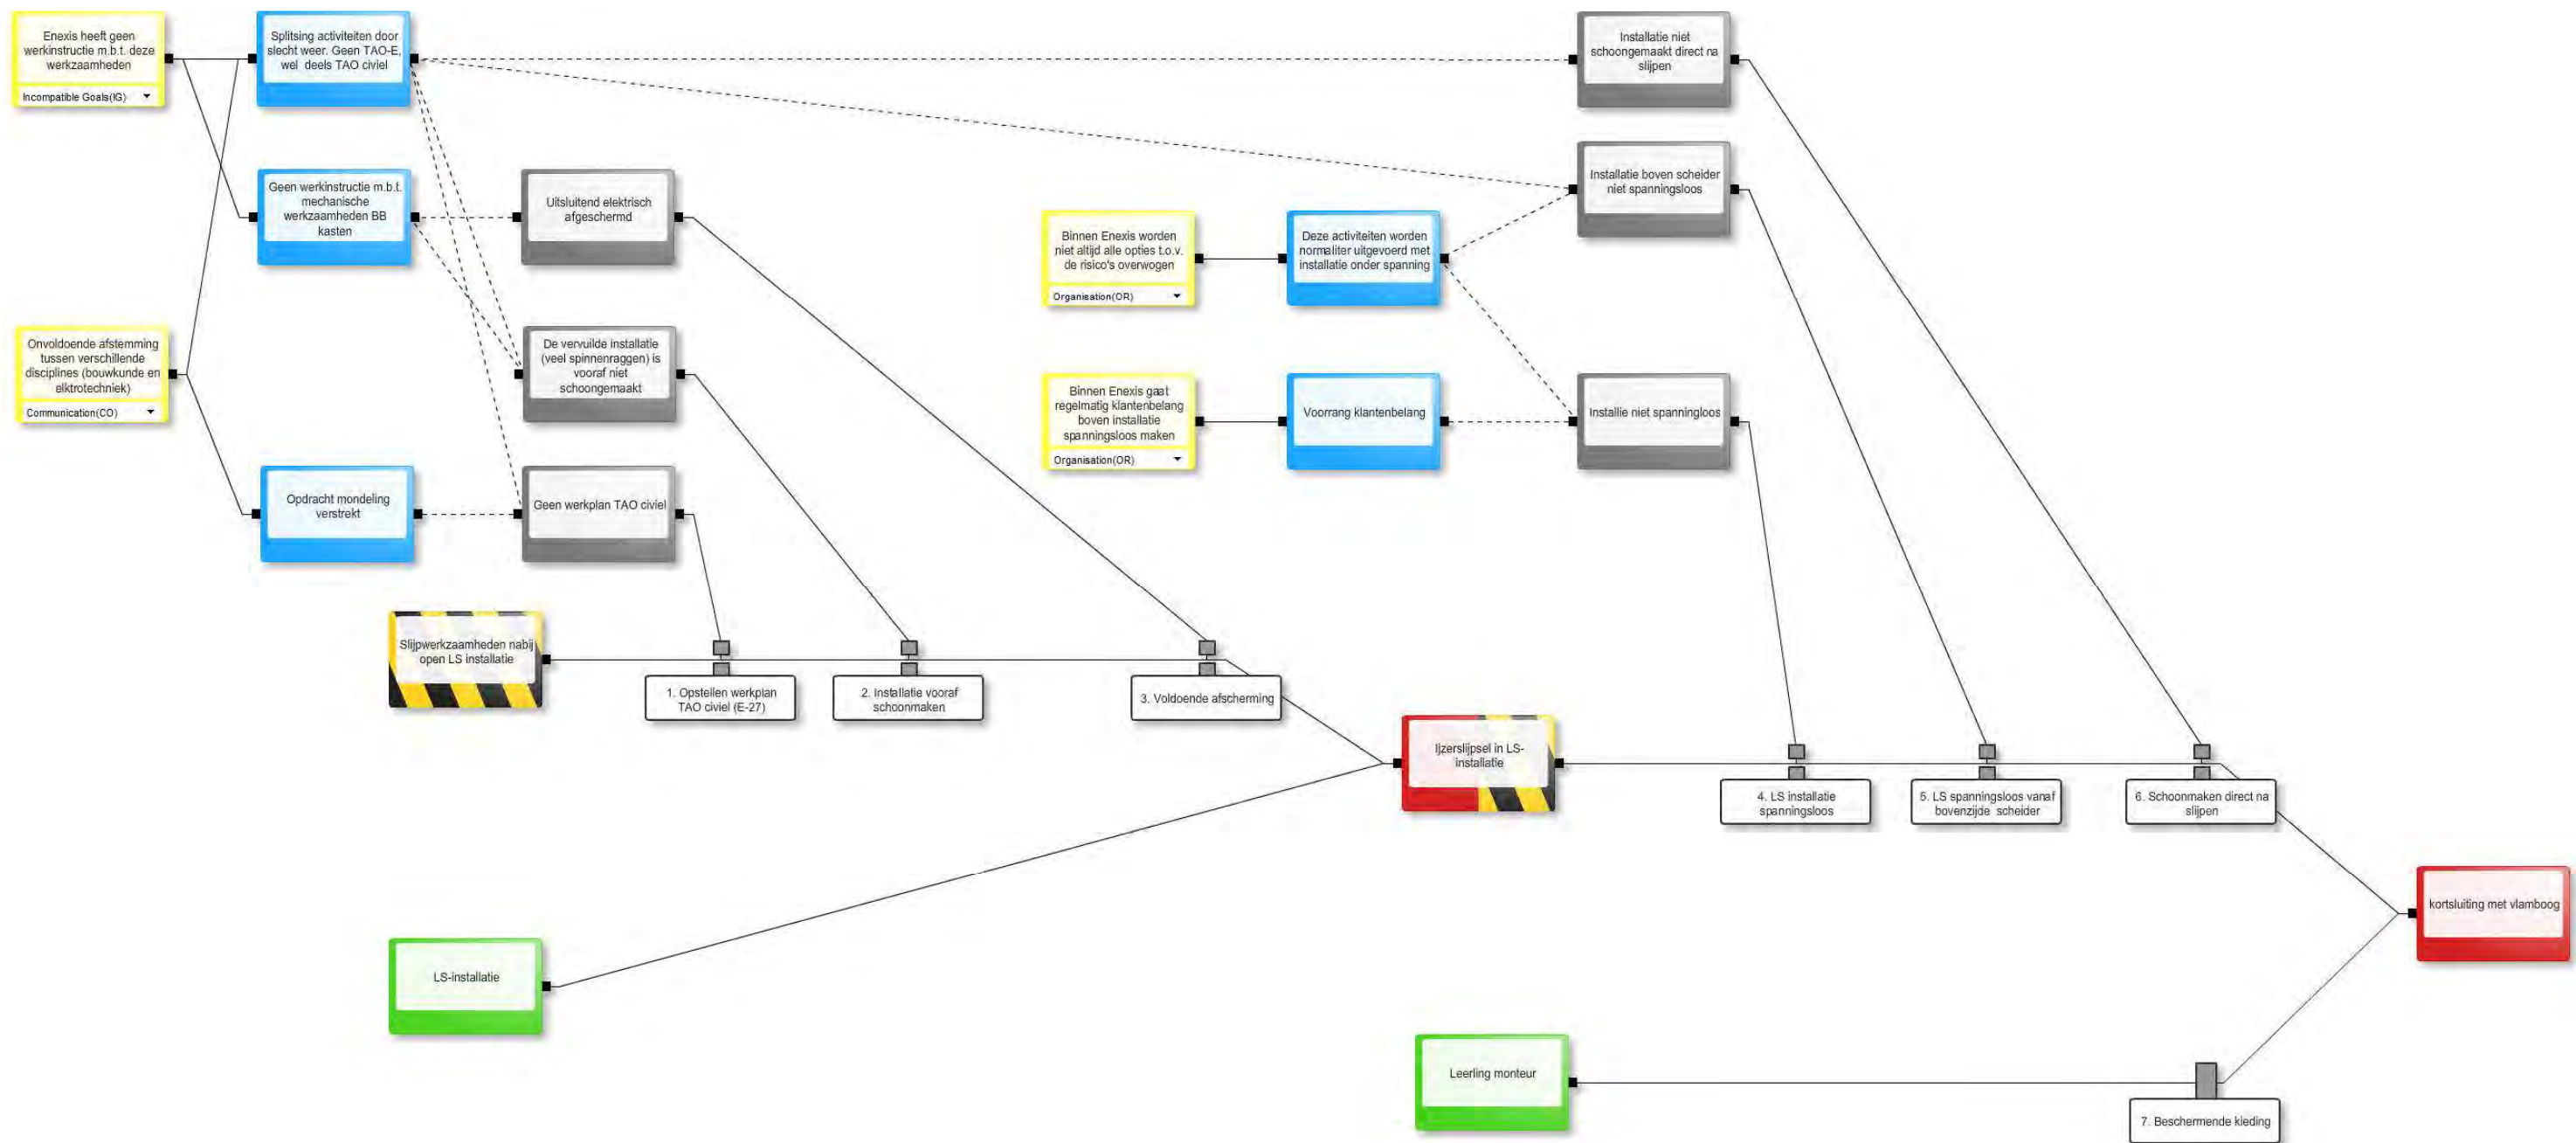 Enexis heeft geen
werkinstructie m.b.t. deze
werkzaamheden
Incompatible Goals(IG)
Splitsing activiteiten door
slecht weer. Geen TAO-E,
wel deels TAO civiel
Installatie niet
schoongemaakt direct na
slijpen
Geen werkinstructie m.b.t.
mechanische
werkzaamheden BB
kasten
Uitsluitend elektrisch
afgeschermd
Installatie boven scheider
niet spanningsloos
Binnen Enexis worden
niet altijd alle opties t.o.v.
de risico's overwogen
Organisation(OR)
Deze activiteiten worden
normaliter uitgevoerd met
installatie onder spanning
Onvoldoende afstemming
tussen verschillende
disciplines (bouwkunde en
elktrotechniek)
Communication(CO)
De vervuilde installatie
(veel spinnenraggen) is
vooraf niet
schoongemaakt
Binnen Enexis gaat
regelmatig klantenbelang
boven installatie
spanningsloos maken
Organisation(OR)
Voorrang klantenbelang
Installie niet spanningloos
Opdracht mondeling
verstrekt
Geen werkplan TAO civiel
Slijpwerkzaamheden nabij
open LS installatie
1. Opstellen werkplan
TAO civiel (E-27)
2. Installatie vooraf
schoonmaken
3. Voldoende afscherming
Ijzerslijpsel in LS-
installatie
4. LS installatie
spanningsloos
5. LS spanningsloos vanaf
bovenzijde scheider
6. Schoonmaken direct na
slijpen
kortsluiting met vlamboog
LS-installatie
Leerling monteur
7. Beschermende kleding